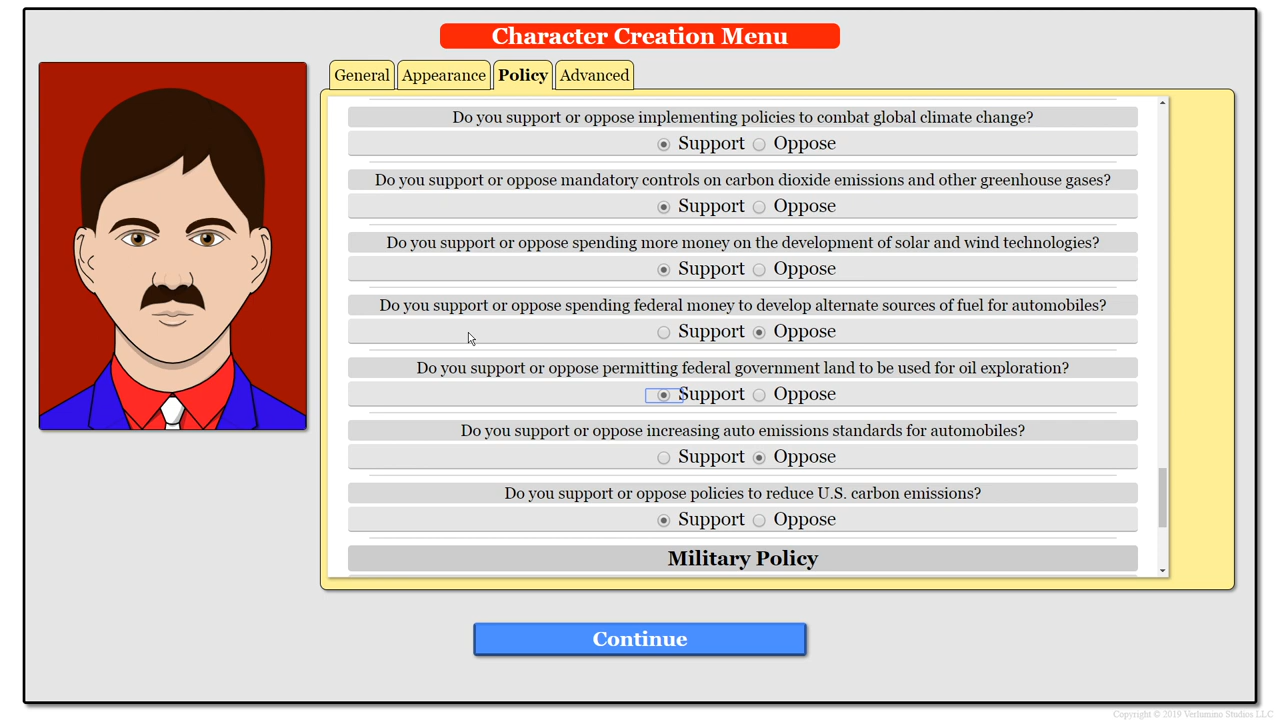 Character Creation Menu
General Appearance Policy Advanced
Do you support or oppose implementing policies to combat global climate change?
Support Oppose
Do you support or oppose mandatory controls on carbon dioxide emissions and other greenhouse gases?
Support Oppose
Do you support or oppose spending more money on the development of solar and wind technologies?
Support Oppose
Do you support or oppose spending federal money to develop alternate sources of fuel for automobiles?
Support Oppose
Do you support or oppose permitting federal government land to be used for oil exploration?
Support Oppose
Do you support or oppose increasing auto emissions standards for automobiles?
Support Oppose
Do you support or oppose policies to reduce U.S. carbon emissions?
Support Oppose
Military Policy
Continue
Copyright © 2019 Verlumino Studios LLC